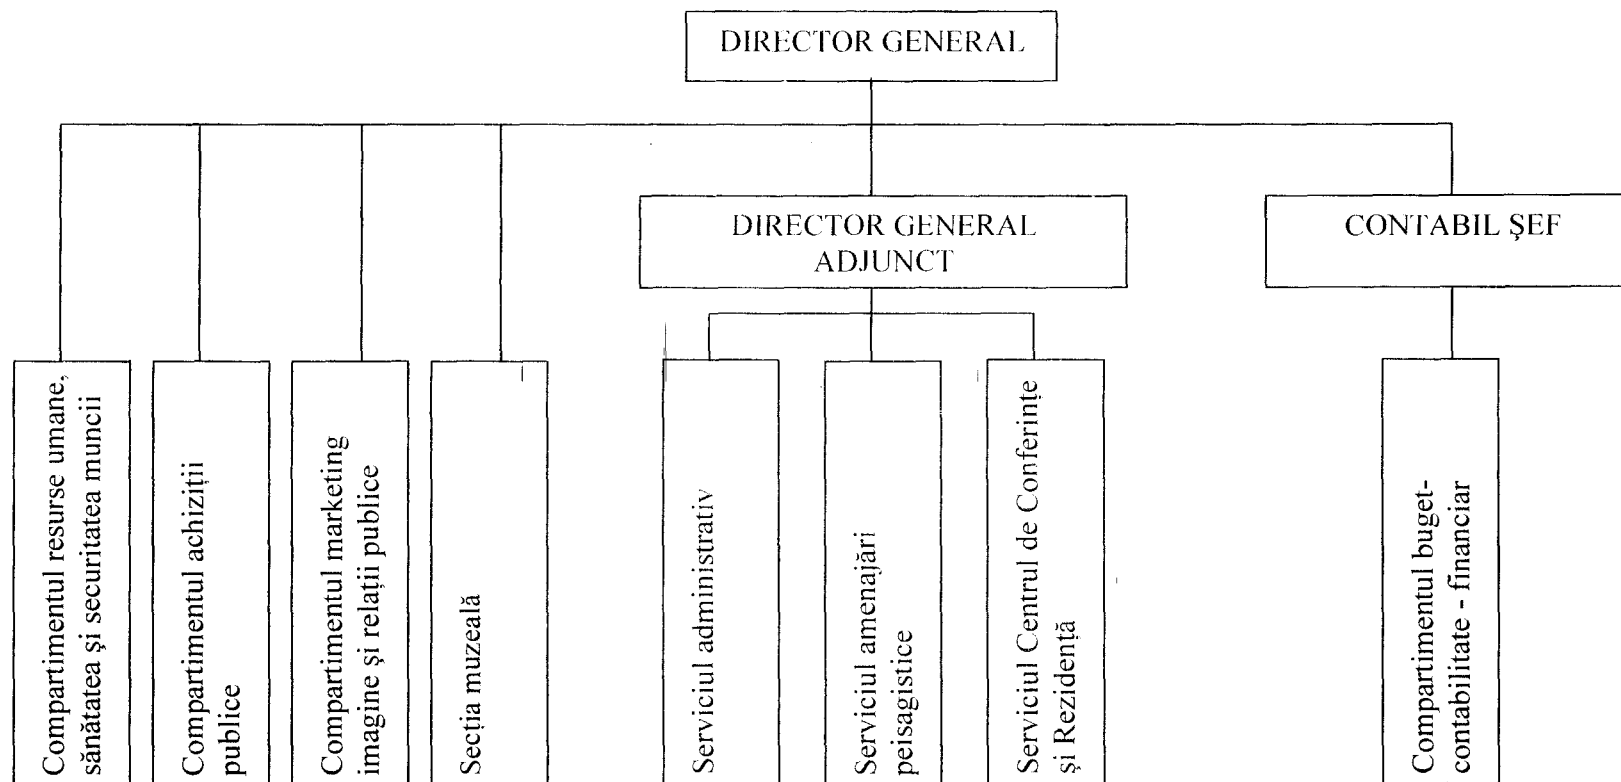 DIRECTOR GENERAL
DIRECTOR GENERAL
ADJUNCT
CONTABIL ŞEF
Compartimentul resurse umane,
sănătatea şi securitatea muncii
Compartimentul achiziţii
publice
Compartimentul marketing
imagine şi relaţii publice
Secţia muzeală
Serviciul administrativ
Serviciul amenajări
peisagistice
Serviciul Centrul de Conferinţe
şi Rezidenţă
Compartimentul buget-
contabilitate - financiar